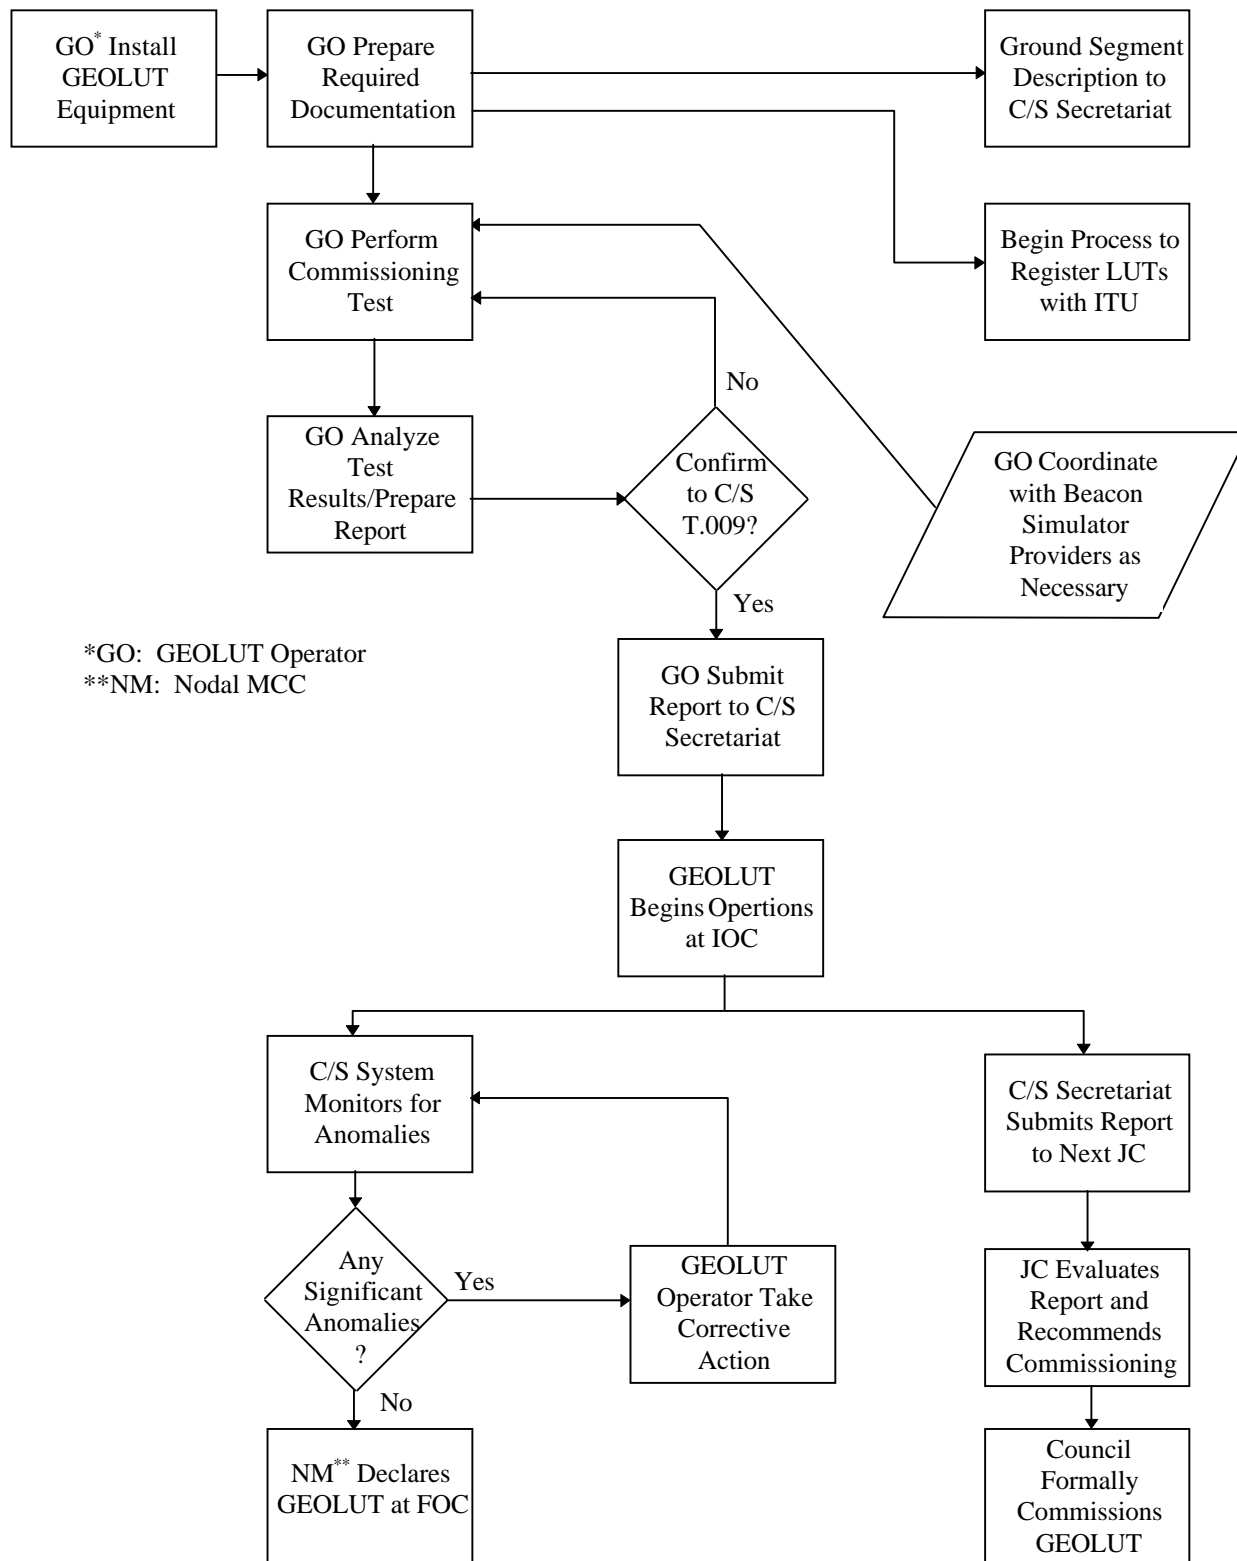 GO* Install
GEOLUT
Equipment
GO Prepare
Required
Documentation
Ground Segment
Description to
C/S Secretariat
GO Perform
Commissioning
Test
Begin Process to
Register LUTs
with ITU
No
GO Analyze
Test
Results/Prepare
Report
Confirm
to C/S
T.009?
GO Coordinate
with Beacon
Simulator
Providers as
Necessary
Yes
*GO: GEOLUT Operator
**NM: Nodal MCC
GO Submit
Report to C/S
Secretariat
GEOLUT
Begins Opertions
at IOC
C/S System
Monitors for
Anomalies
C/S Secretariat
Submits Report
to Next JC
Any
Significant
Anomalies
?
Yes
GEOLUT
Operator Take
Corrective
Action
JC Evaluates
Report and
Recommends
Commissioning
No
NM** Declares
GEOLUT at FOC
Council
Formally
Commissions
GEOLUT